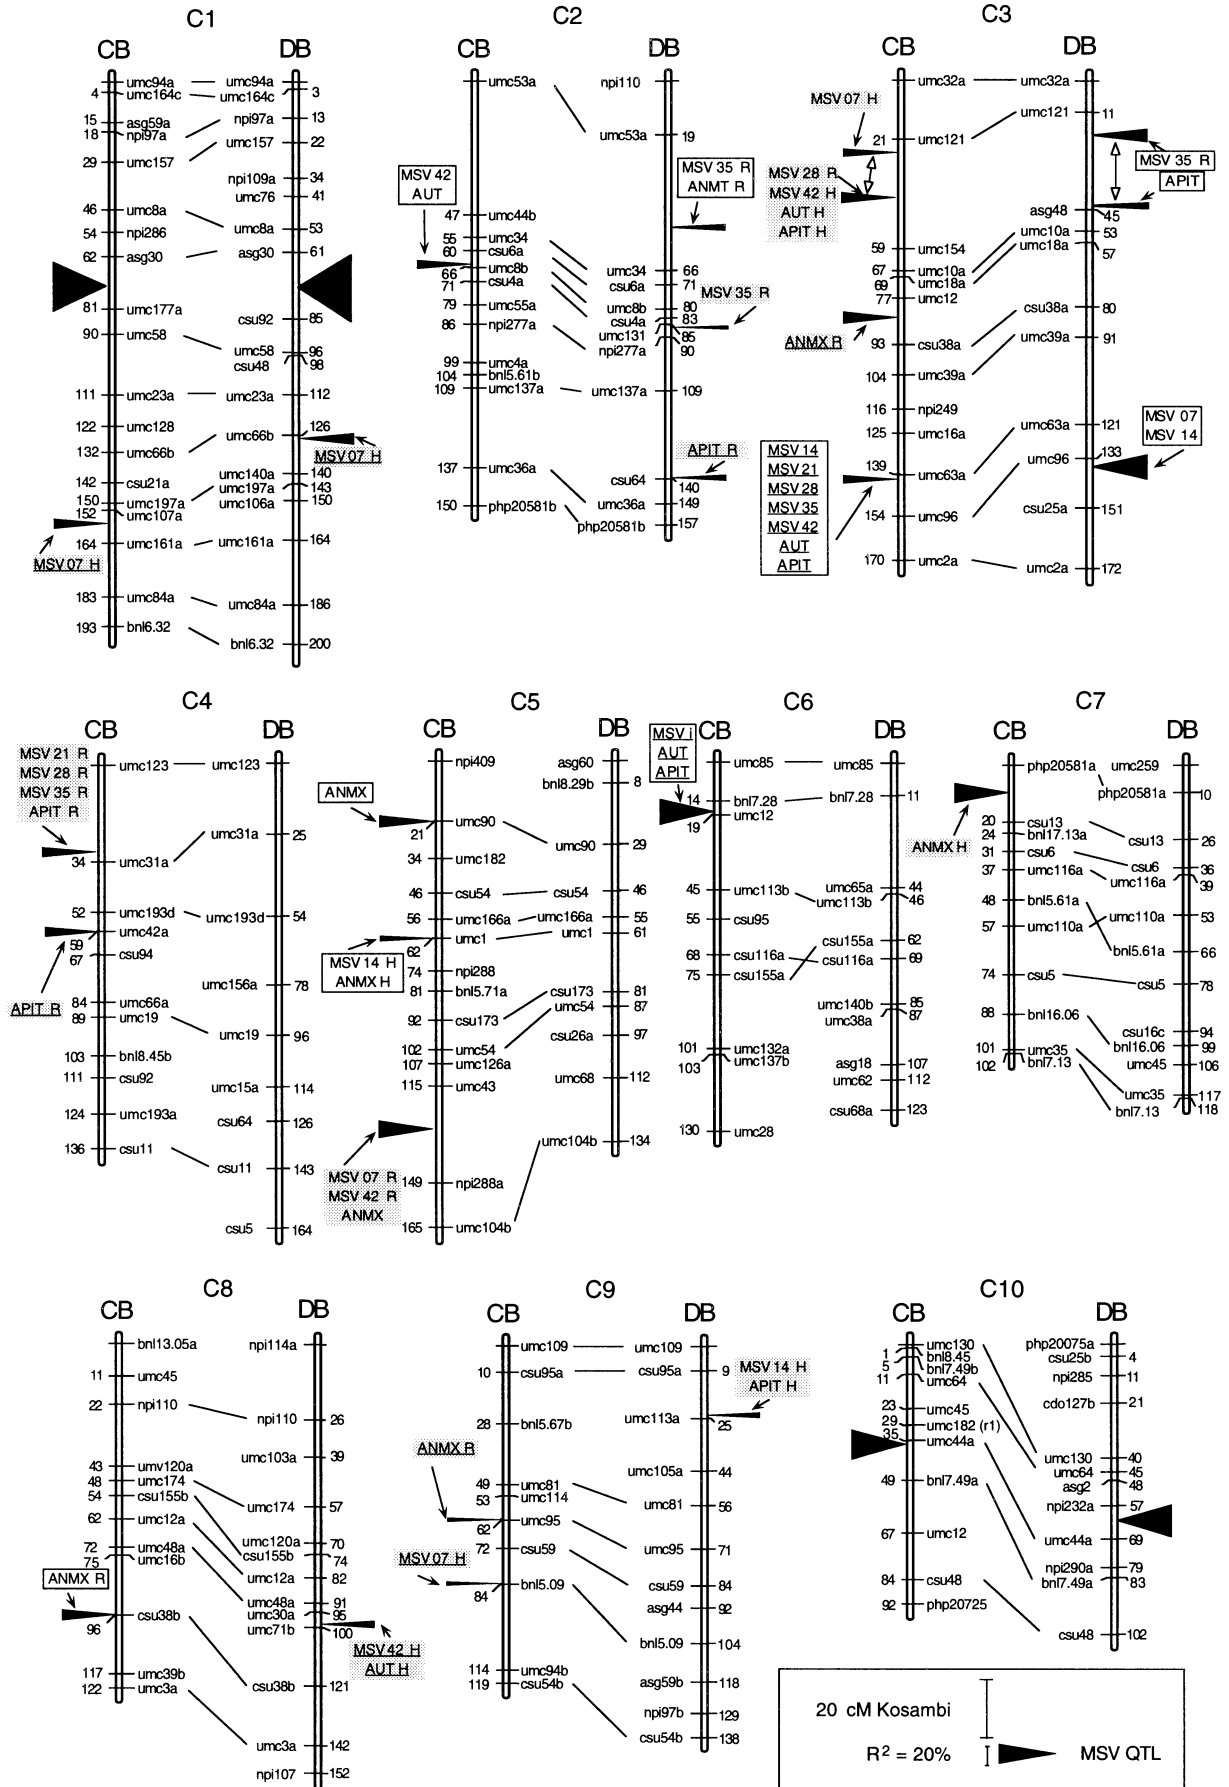 C1
CB DB
umc94a umc94a
4 umc164c umc164c 3
15 asg59a npi97a 13
18 npi97a
29 umc157 umc157 22
npi109a 34
umc76 41
46 umc8a umc8a 53
54 npi286
62 asg30 asg30 61
81 umc177a csu92 85
90 umc58 umc58 96
csu48 98
111 umc23a umc23a 112
122 umc128 126
132 umc66b umc66b
MSV 07 H
142 csu21a umc140a 140
150 umc197a umc197a 143
152 umc107a umc106a 150
164 umc161a umc161a 164
MSV 07 H
183 umc84a umc84a 186
193 bnl6.32 bnl6.32 200
C2
CB DB
umc53a npi110
umc53a 19
MSV 42
AUT
MSV 35 R
ANMT R
47 umc44b
55 umc34 umc34 66
60 csu6a csu6a 71
66 umc8b umc8b 80
71 csu4a csu4a 83
MSV 35 R
79 umc55a umc131 85
86 npi277a npi277a 90
99 umc4a
104 bnl5.61b
109 umc137a umc137a 109
APIT R
137 umc36a csu64 140
umc36a 149
150 php20581b php20581b 157
C3
CB DB
umc32a umc32a
MSV 07 H
21 umc121 umc121 11
MSV 28 R
MSV 42 H
AUT H
APIT H
MSV 35 R
APIT
asg48 45
59 umc154 umc10a 53
67 umc10a umc18a 57
69 umc18a
77 umc12 csu38a 80
ANMX R
93 csu38a umc39a 91
104 umc39a
116 npi249
125 umc16a umc63a 121
MSV 07
MSV 14
139 umc63a umc96 133
MSV 14
MSV 21
MSV 28
MSV 35
MSV 42
AUT
APIT
154 umc96 csu25a 151
170 umc2a umc2a 172
C4
CB DB
MSV 21 R
MSV 28 R
MSV 35 R
APIT R
umc123 umc123
34 umc31a umc31a 25
52 umc193d umc193d 54
59 umc42a
67 csu94
APIT R
84 umc66a umc156a 78
89 umc19 umc19 96
103 bnl8.45b
111 csu92 umc15a 114
124 umc193a csu64 126
136 csu11 csu11 143
csu5 164
C5
CB DB
npi409 asg60
bnl8.29b 8
ANMX
21 umc90 umc90 29
34 umc182
46 csu54 csu54 46
56 umc166a umc166a 55
62 umc1 umc1 61
MSV 14 H
ANMX H
74 npi288
81 bnl5.71a csu173 81
92 csu173 umc54 87
102 umc54 csu26a 97
107 umc126a
115 umc43 umc68 112
MSV 07 R
MSV 42 R
ANMX
umc104b 134
149 npi288a
165 umc104b
C6
CB DB
MSV i
AUT
APIT
umc85 umc85
14 bnl7.28 bnl7.28 11
19 umc12
45 umc113b umc65a 44
umc113b 46
55 csu95
68 csu116a csu155a 62
75 csu155a csu116a 69
umc140b 85
umc38a 87
101 umc132a asg18 107
103 umc137b umc62 112
130 umc28 csu68a 123
C7
CB DB
php20581a umc259
php20581a 10
ANMX H
20 csu13 csu13 26
24 bnl17.13a
31 csu6 csu6 36
37 umc116a umc116a 39
48 bnl5.61a umc110a 53
57 umc110a bnl5.61a 66
74 csu5 csu5 78
88 bnl16.06 csu16c 94
bnl16.06 99
101 umc35 umc45 106
102 bnl7.13 umc35 117
bnl7.13 118
C8
CB DB
bnl13.05a npi114a
11 umc45
22 npi110 npi110 26
umc103a 39
43 umv120a
48 umc174 umc174 57
54 csu155b
62 umc12a umc120a 70
72 umc48a csu155b 74
75 umc16b umc12a 82
ANMX R
umc48a 91
umc30a 95
96 csu38b umc71b 100
MSV 42 H
AUT H
117 umc39b csu38b 121
122 umc3a
umc3a 142
npi107 152
C9
CB DB
umc109 umc109
10 csu95a csu95a 9
MSV 14 H
APIT H
28 bnl5.67b umc113a 25
ANMX R
49 umc81 umc105a 44
53 umc114 umc81 56
62 umc95
72 csu59 umc95 71
MSV 07 H
84 bnl5.09 csu59 84
asg44 92
bnl5.09 104
114 umc94b asg59b 118
119 csu54b npi97b 129
csu54b 138
C10
CB DB
umc130 php20075a
1 bnl8.45 csu25b 4
5 bnl7.49b npi285 11
11 umc64
23 umc45 cdo127b 21
29 umc182 (r1)
35 umc44a umc130 40
umc64 45
49 bnl7.49a asg2 48
npi232a 57
67 umc12 umc44a 69
84 csu48 npi290a 79
bnl7.49a 83
92 php20725
csu48 102
20 cM Kosambi
R² = 20% MSV QTL